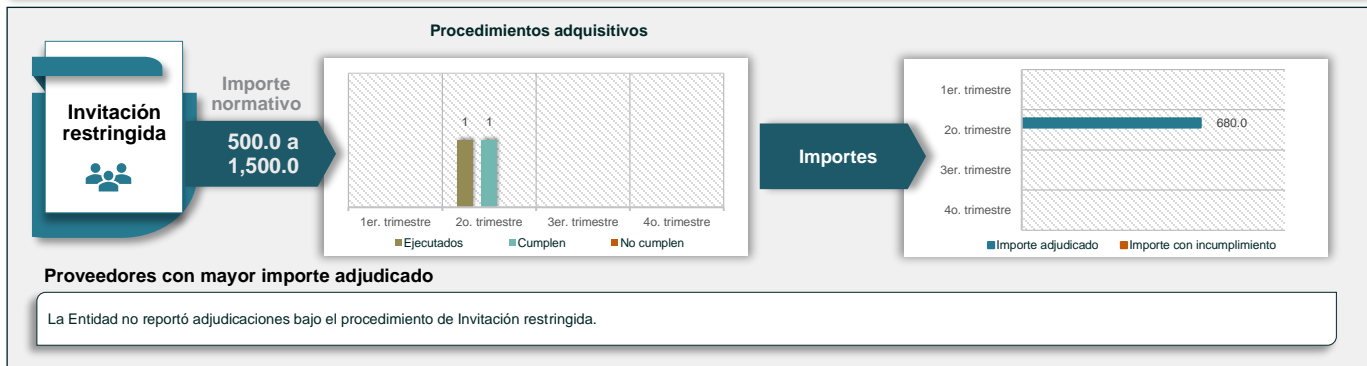 Procedimientos adquisitivos
Invitación
restringida
Importe
normativo
500.0 a
1,500.0
1 1
1er. trimestre 2o. trimestre 3er. trimestre 4o. trimestre
Ejecutados Cumplen No cumplen
Importes
1er. trimestre
2o. trimestre 680.0
3er. trimestre
4o. trimestre
Importe adjudicado Importe con incumplimiento
Proveedores con mayor importe adjudicado
La Entidad no reportó adjudicaciones bajo el procedimiento de Invitación restringida.